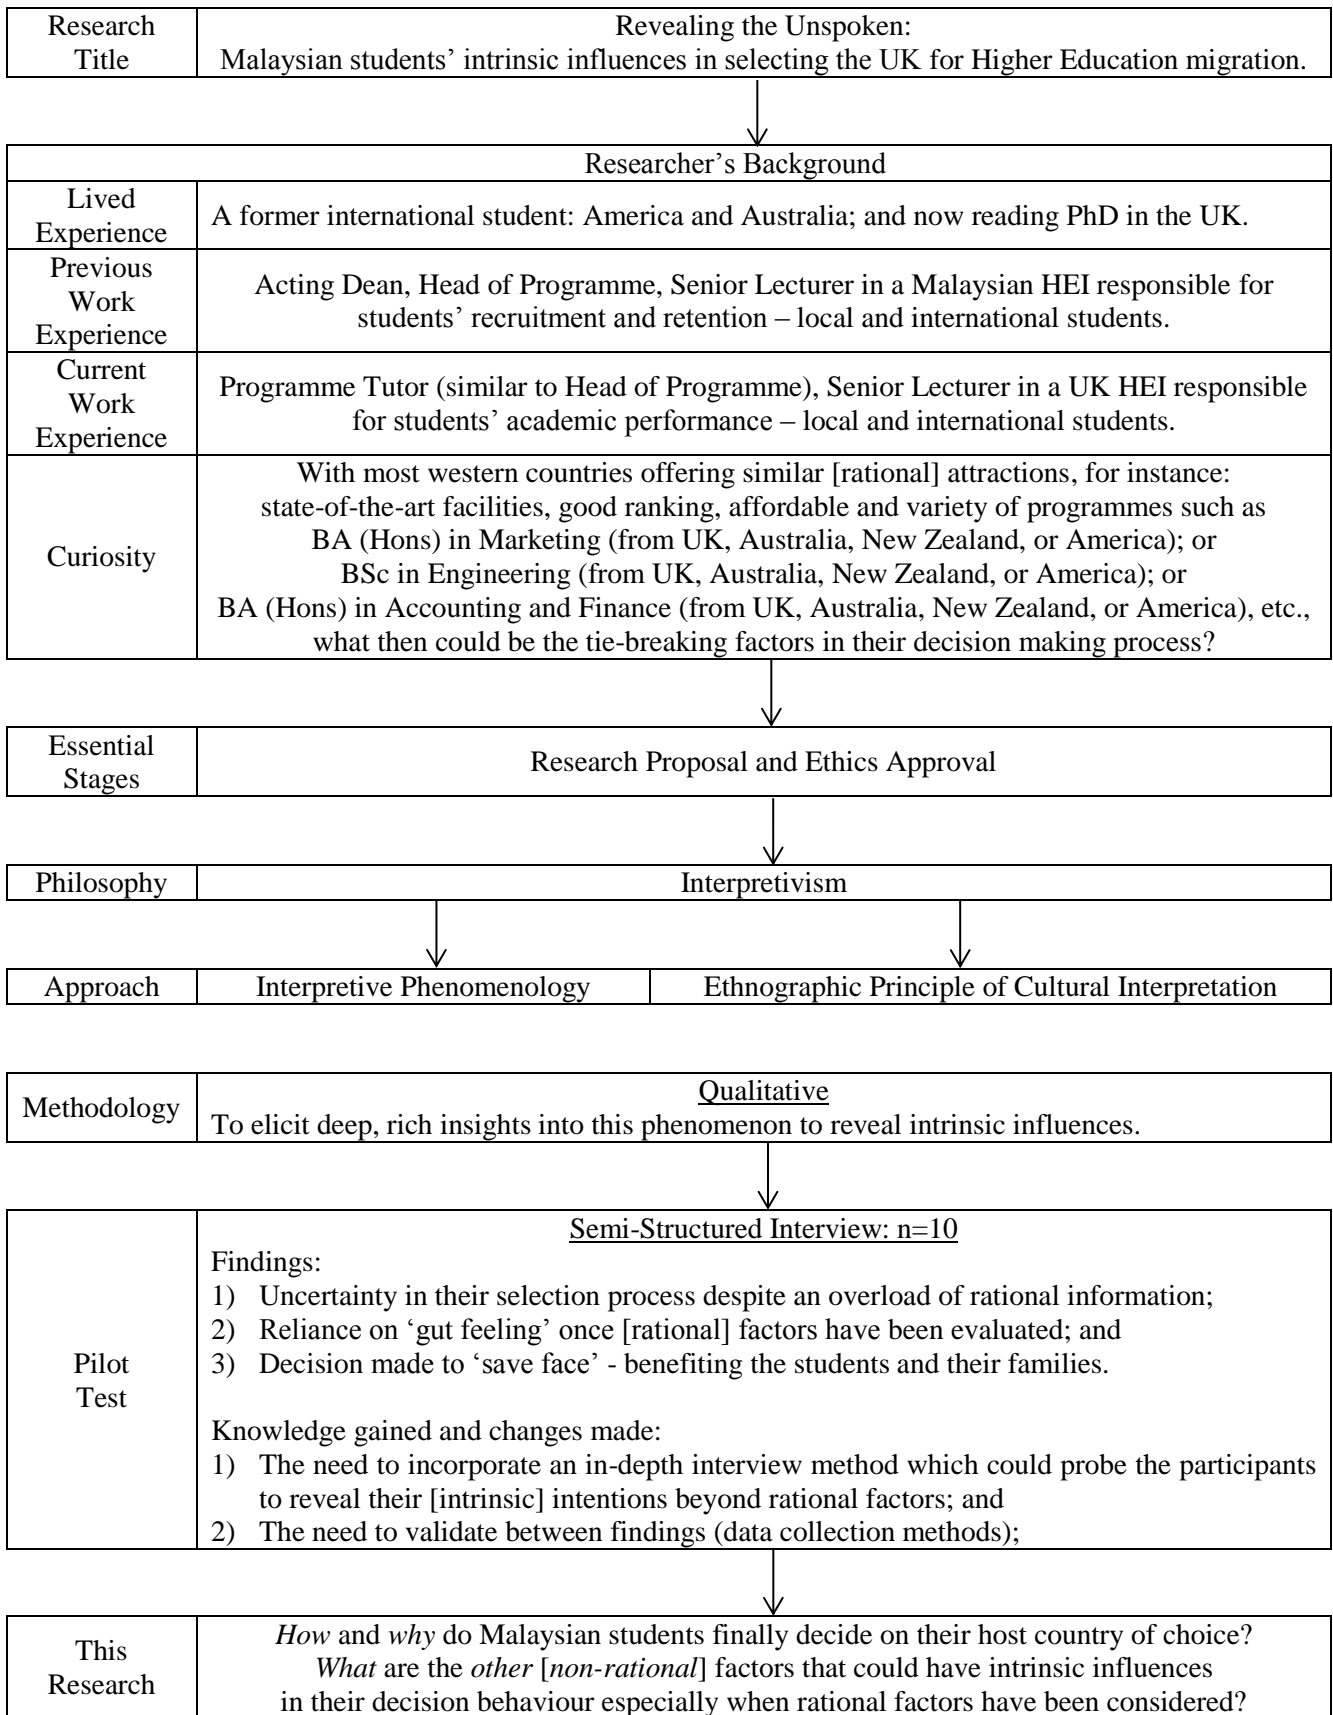 Research
Title
Revealing the Unspoken:
Malaysian students’ intrinsic influences in selecting the UK for Higher Education migration.
Researcher’s Background
Lived
Experience
A former international student: America and Australia; and now reading PhD in the UK.
Previous
Work
Experience
Acting Dean, Head of Programme, Senior Lecturer in a Malaysian HEI responsible for
students’ recruitment and retention – local and international students.
Current
Work
Experience
Programme Tutor (similar to Head of Programme), Senior Lecturer in a UK HEI responsible
for students’ academic performance – local and international students.
Curiosity
With most western countries offering similar [rational] attractions, for instance:
state-of-the-art facilities, good ranking, affordable and variety of programmes such as
BA (Hons) in Marketing (from UK, Australia, New Zealand, or America); or
BSc in Engineering (from UK, Australia, New Zealand, or America); or
BA (Hons) in Accounting and Finance (from UK, Australia, New Zealand, or America), etc.,
what then could be the tie-breaking factors in their decision making process?
Essential
Stages
Research Proposal and Ethics Approval
Philosophy
Interpretivism
Approach
Interpretive Phenomenology
Ethnographic Principle of Cultural Interpretation
Methodology
Qualitative
To elicit deep, rich insights into this phenomenon to reveal intrinsic influences.
Pilot
Test
Semi-Structured Interview: n=10
Findings:
1) Uncertainty in their selection process despite an overload of rational information;
2) Reliance on ‘gut feeling’ once [rational] factors have been evaluated; and
3) Decision made to ‘save face’ - benefiting the students and their families.
Knowledge gained and changes made:
1) The need to incorporate an in-depth interview method which could probe the participants
to reveal their [intrinsic] intentions beyond rational factors; and
2) The need to validate between findings (data collection methods);
This
Research
How and why do Malaysian students finally decide on their host country of choice?
What are the other [non-rational] factors that could have intrinsic influences
in their decision behaviour especially when rational factors have been considered?